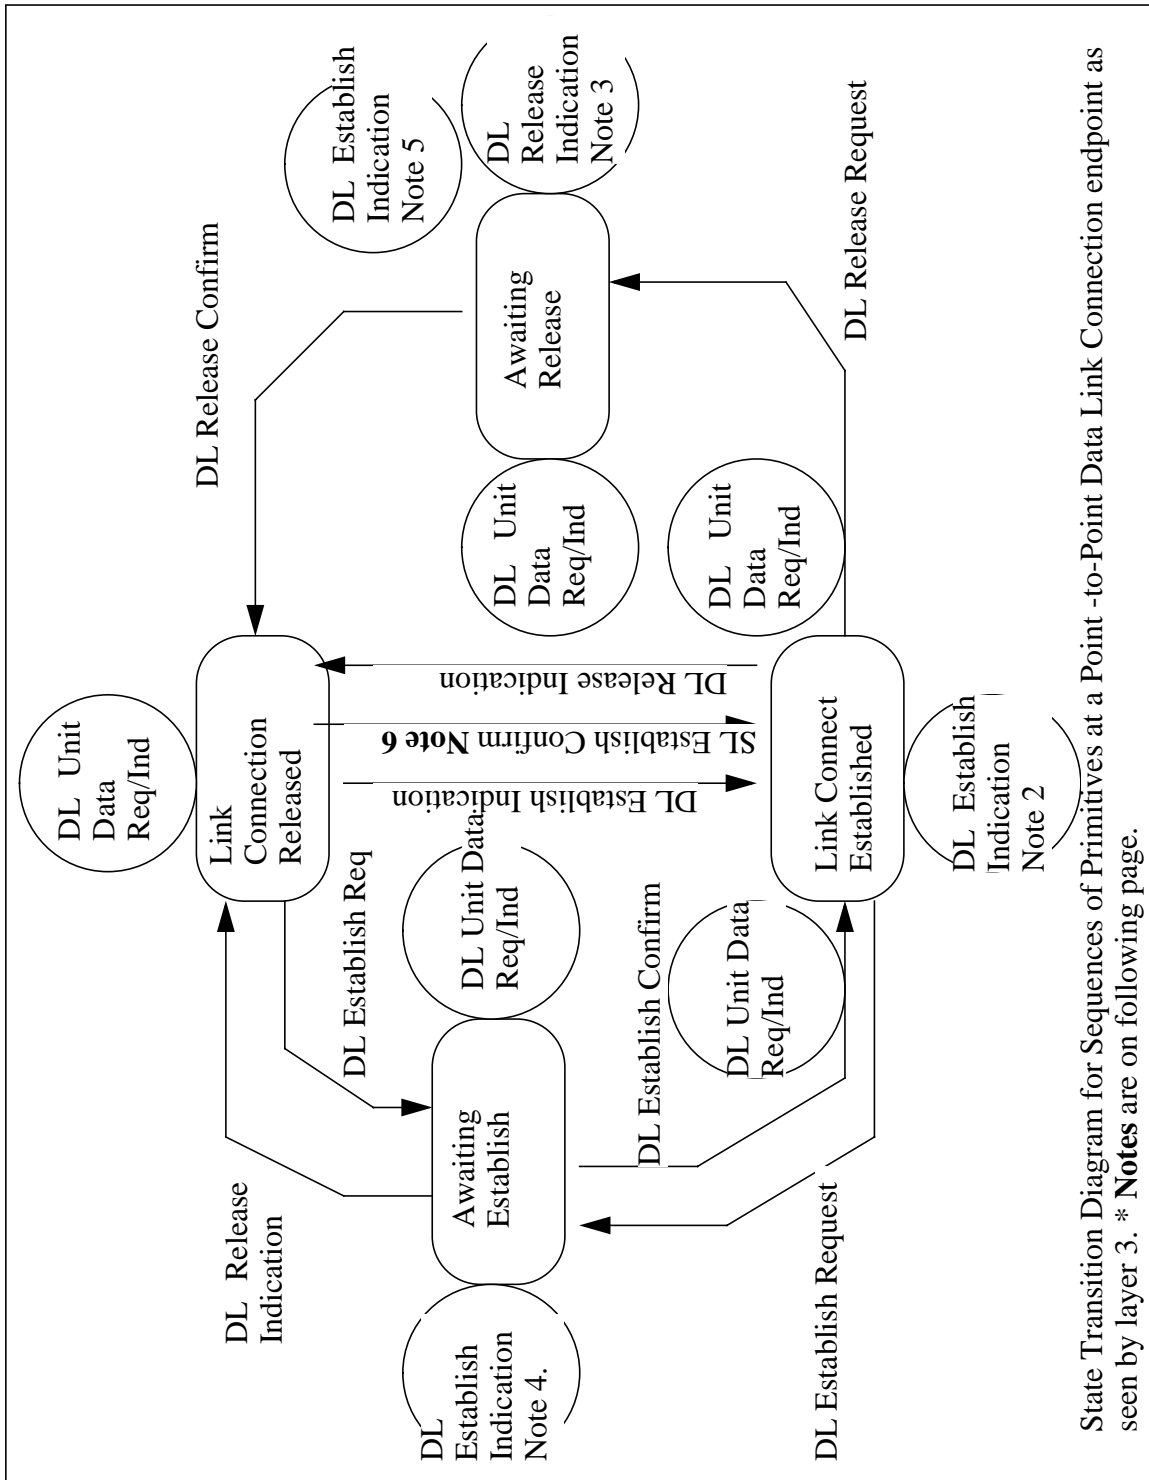 DL Unit
Data
Req/Ind
Link
Connection
Released
DL Release
Indication
DL Establish Req
DL Release Confirm
DL Establish
Indication
Note 5
DL
Establish
Indication
Note 4.
Awaiting
Establish
DL Unit Data
Req/Ind
DL Establish Indication
SL Establish Confirm Note 6
DL Release Indication
DL Unit
Data
Req/Ind
Awaiting
Release
DL
Release
Indication
Note 3
DL Establish Confirm
DL Unit Data
Req/Ind
DL Unit
Data
Req/Ind
DL Establish Request
Link Connect
Established
DL Release Request
DL Establish
Indication
Note 2
State Transition Diagram for Sequences of Primitives at a Point -to-Point Data Link Connection endpoint as
seen by layer 3. * Notes are on following page.